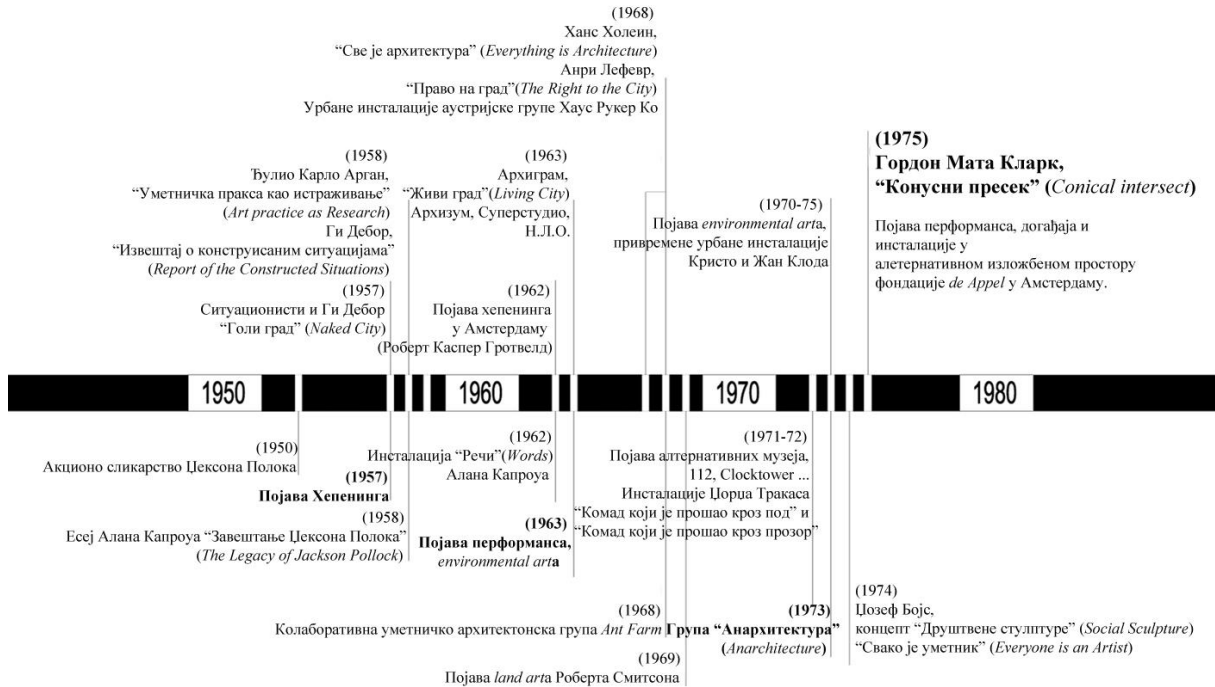 (1968)
Ханс Холеин,
“Све је архитектура” (Everything is Architecture)
Анри Лефевр,
“Право на град”(The Right to the City)
Урбане инсталације аустријске групе Хаус Рукер Ко
(1958)
Ђулио Карло Арган,
“Уметничка пракса као истраживање”
(Art practice as Research)
Ги Дебор,
“Извештај о конструисаним ситуацијама”
(Report of the Constructed Situations)
(1957)
Ситуационисти и Ги Дебор
“Голи град” (Naked City)
(1963)
Архиграм,
“Живи град”(Living City)
Архизум, Суперстудио,
Н.Л.О.
(1962)
Појава хепенинга
у Амстердаму
(Роберт Каспер Гротвелд)
(1970-75)
Појава environmental artа,
привремене урбане инсталације
Кристо и Жан Клода
(1975)
Гордон Мата Кларк,
“Конусни пресек” (Conical intersect)
Појава перформанса, догађаја и
инсталације у
алетернативном изложбеном простору
фондације de Appel у Амстердаму.
1950
1960
1970
1980
(1950)
Акционо сликарство Џексона Полока
(1957)
Појава Хепенинга
(1958)
Есеј Алана Капроуа “Завештање Џексона Полока”
(The Legacy of Jackson Pollock)
(1962)
Инсталација “Речи”(Words)
Алана Капроуа
(1963)
Појава перформанса,
environmental artа
(1971-72)
Појава алтернативних музеја,
112, Clocktower ...
Инсталације Џорџа Тракаса
“Комад који је прошао кроз под” и
“Комад који је прошао кроз прозор”
(1968)
Колаборативна уметничко архитектонска група Ant Farm
(1969)
Појава land artа Роберта Смитсона
(1973)
Група “Анархитектура”
(Anarchitecture)
(1974)
Џозеф Бојс,
концепт “Друштвене стулптуре” (Social Sculpture)
“Свако је уметник” (Everyone is an Artist)